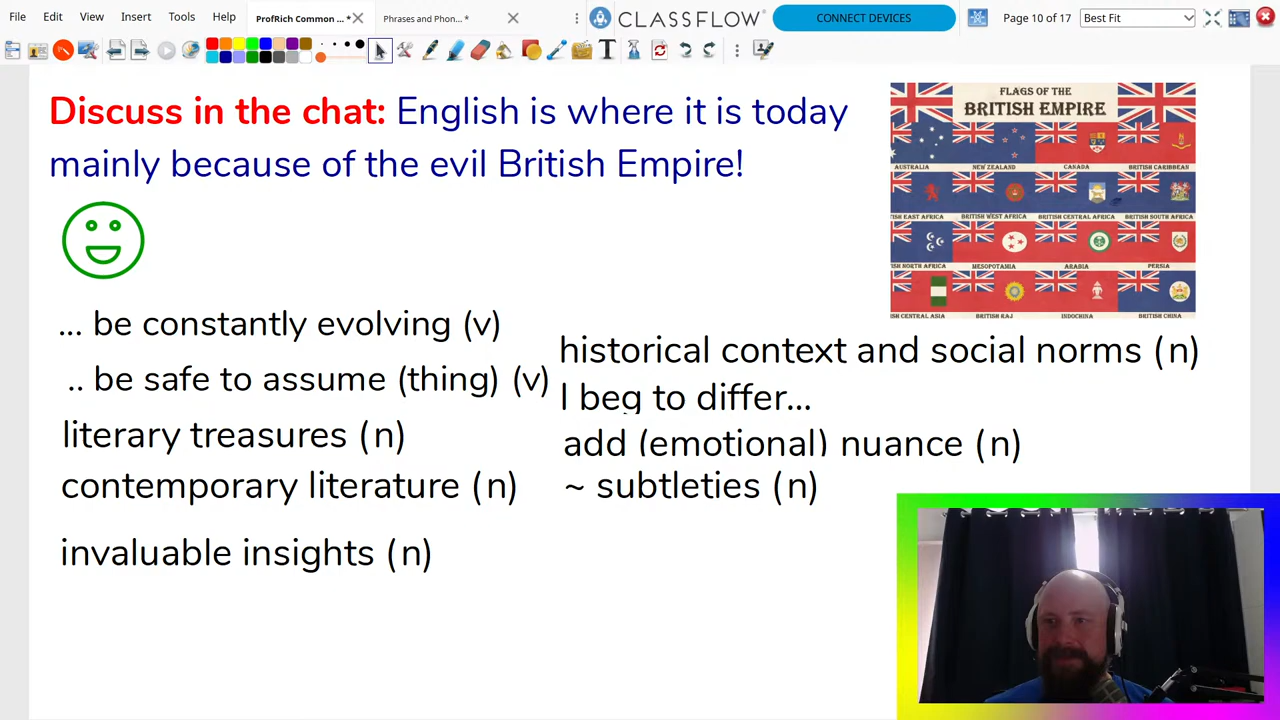 File Edit View Insert Tools Help ProfRich Common ... * Phrases and Phon... * CLASSFLOW CONNECT DEVICES Page 10 of 17 Best Fit
Discuss in the chat: English is where it is today
mainly because of the evil British Empire!
FLAGS OF THE
BRITISH EMPIRE
AUSTRALIA NEW ZEALAND CANADA BRITISH CARIBBEAN
SH EAST AFRICA BRITISH WEST AFRICA BRITISH CENTRAL AFRICA BRITISH SOUTH AFRICA
SH NORTH AFRICA MESOPOTAMIA ARABIA PERSIA
SH CENTRAL ASIA BRITISH RAJ INDOCHINA BRITISH CHINA
... be constantly evolving (v)
.. be safe to assume (thing) (v)
literary treasures (n)
contemporary literature (n)
invaluable insights (n)
historical context and social norms (n)
I beg to differ...
add (emotional) nuance (n)
~ subtleties (n)